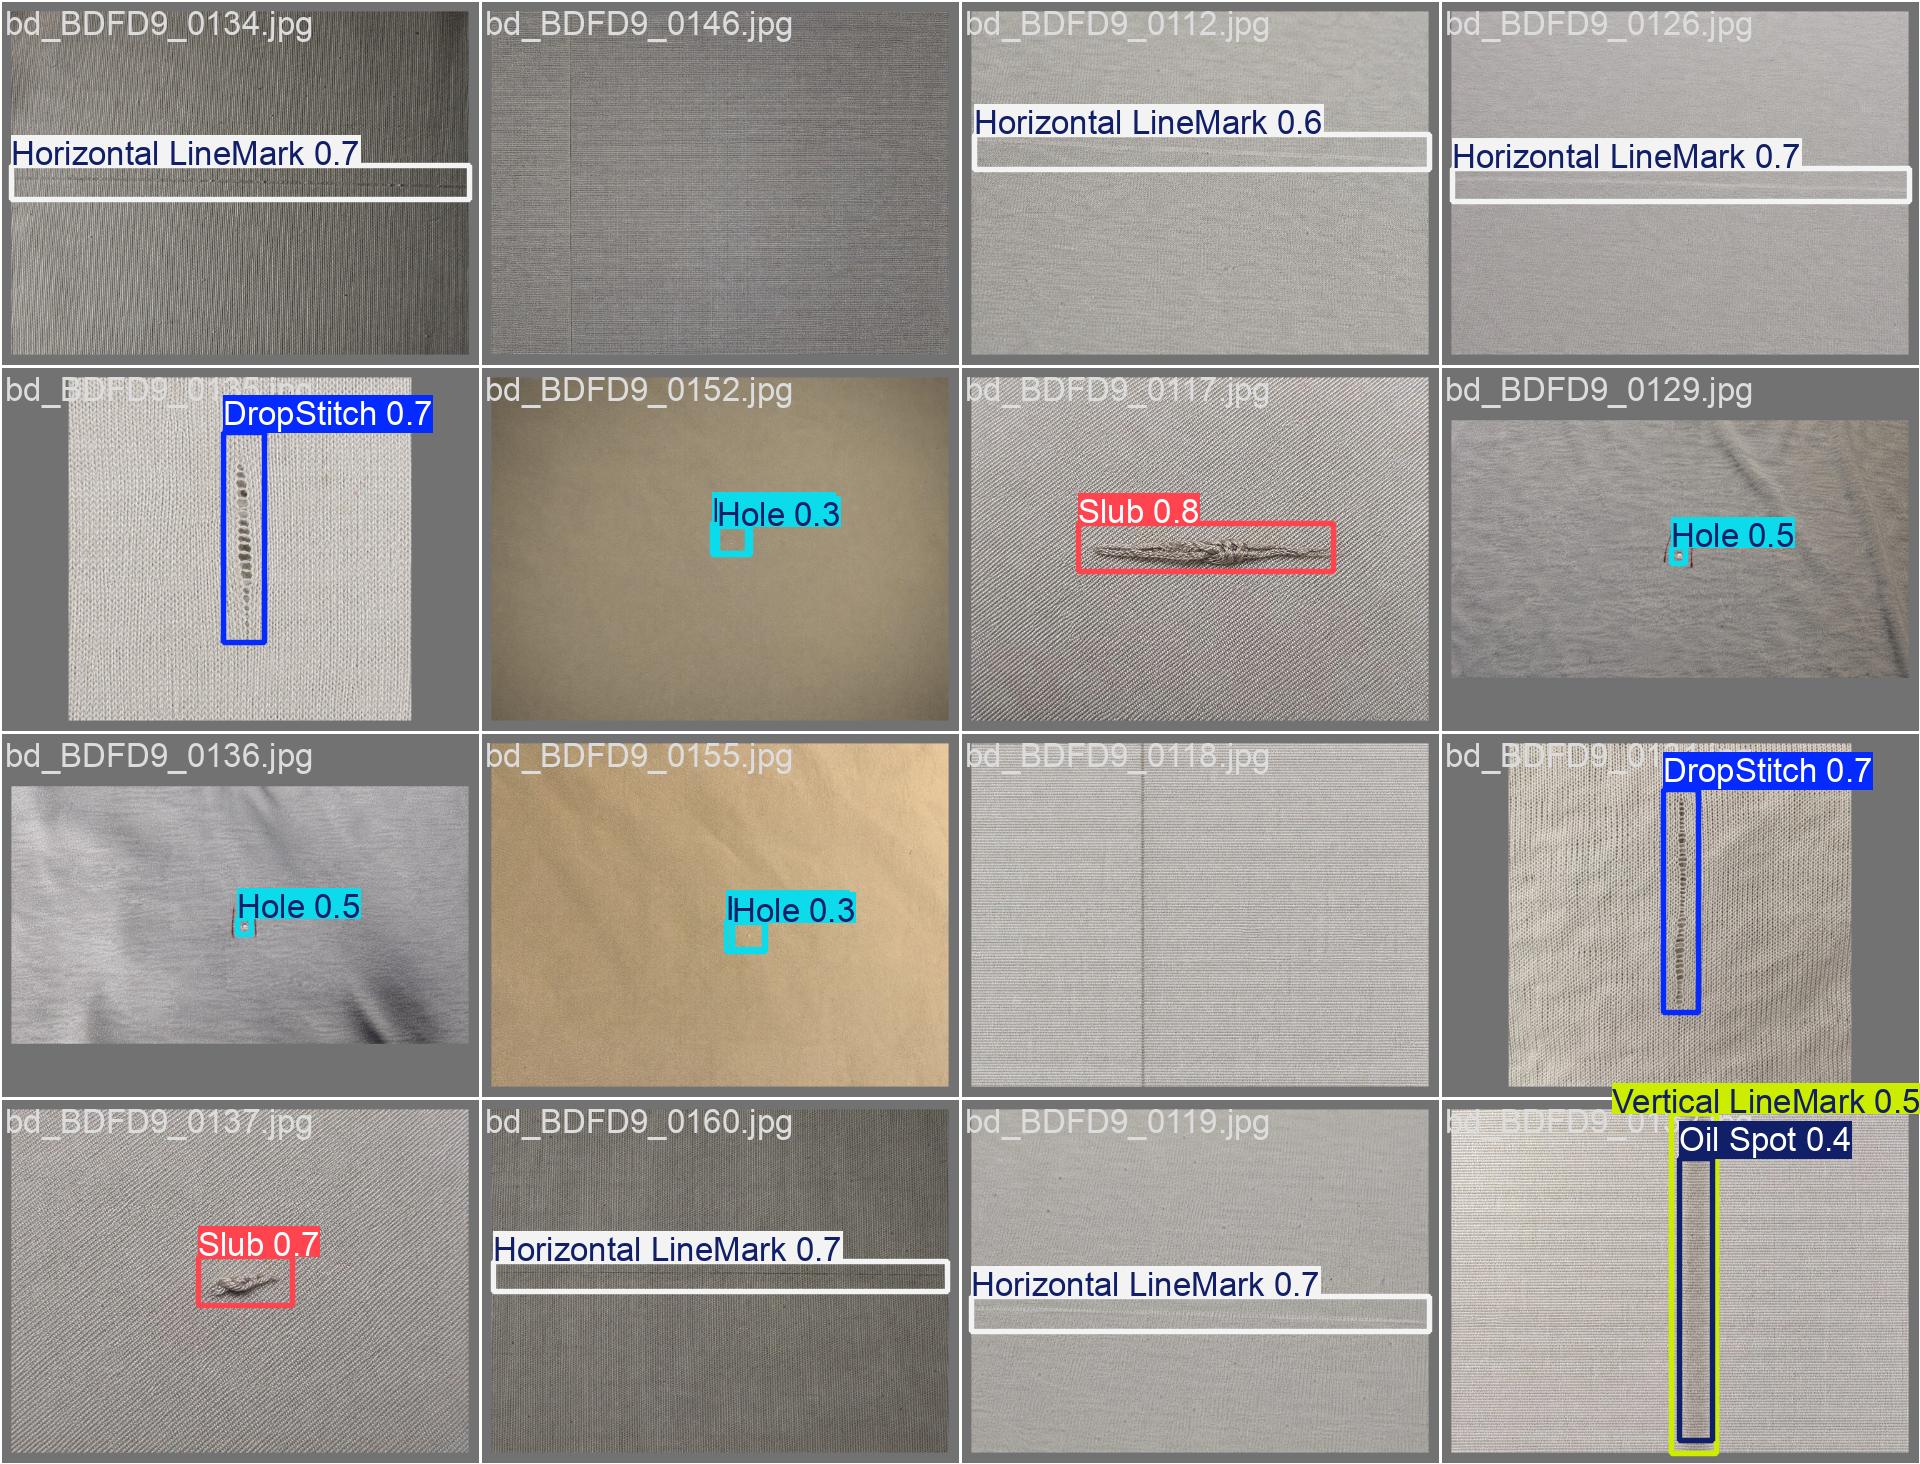 bd_BDFD9_0134.jpg
Horizontal LineMark 0.7
bd_BDFD9_0146.jpg
bd_BDFD9_0112.jpg
Horizontal LineMark 0.6
bd_BDFD9_0126.jpg
Horizontal LineMark 0.7
bd_BDFD9_0135.jpg
DropStitch 0.7
bd_BDFD9_0152.jpg
Hole 0.3
bd_BDFD9_0117.jpg
Slub 0.8
bd_BDFD9_0129.jpg
Hole 0.5
bd_BDFD9_0136.jpg
Hole 0.5
bd_BDFD9_0155.jpg
Hole 0.3
bd_BDFD9_0118.jpg
DropStitch 0.7
bd_BDFD9_0137.jpg
Slub 0.7
bd_BDFD9_0160.jpg
Horizontal LineMark 0.7
bd_BDFD9_0119.jpg
Horizontal LineMark 0.7
Vertical LineMark 0.5
Oil Spot 0.4